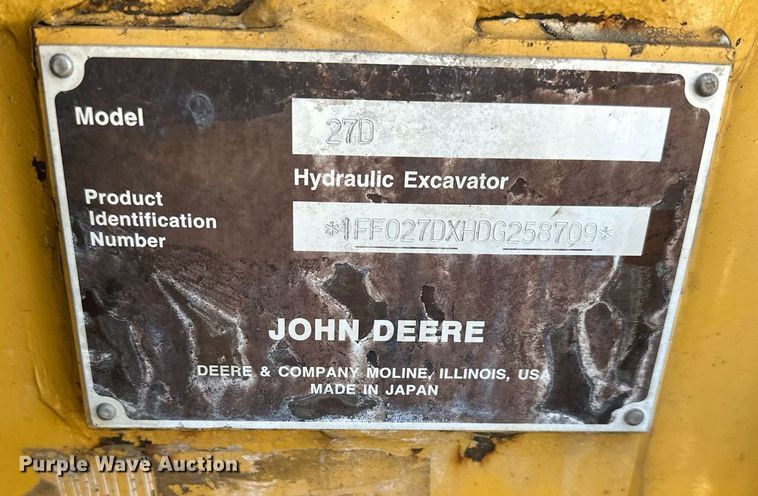 Model
27D
Hydraulic Excavator
Product
Identification
Number
*1FF027DXHDG258709*
JOHN DEERE
DEERE & COMPANY MOLINE, ILLINOIS, USA
MADE IN JAPAN
Purple Wave Auction